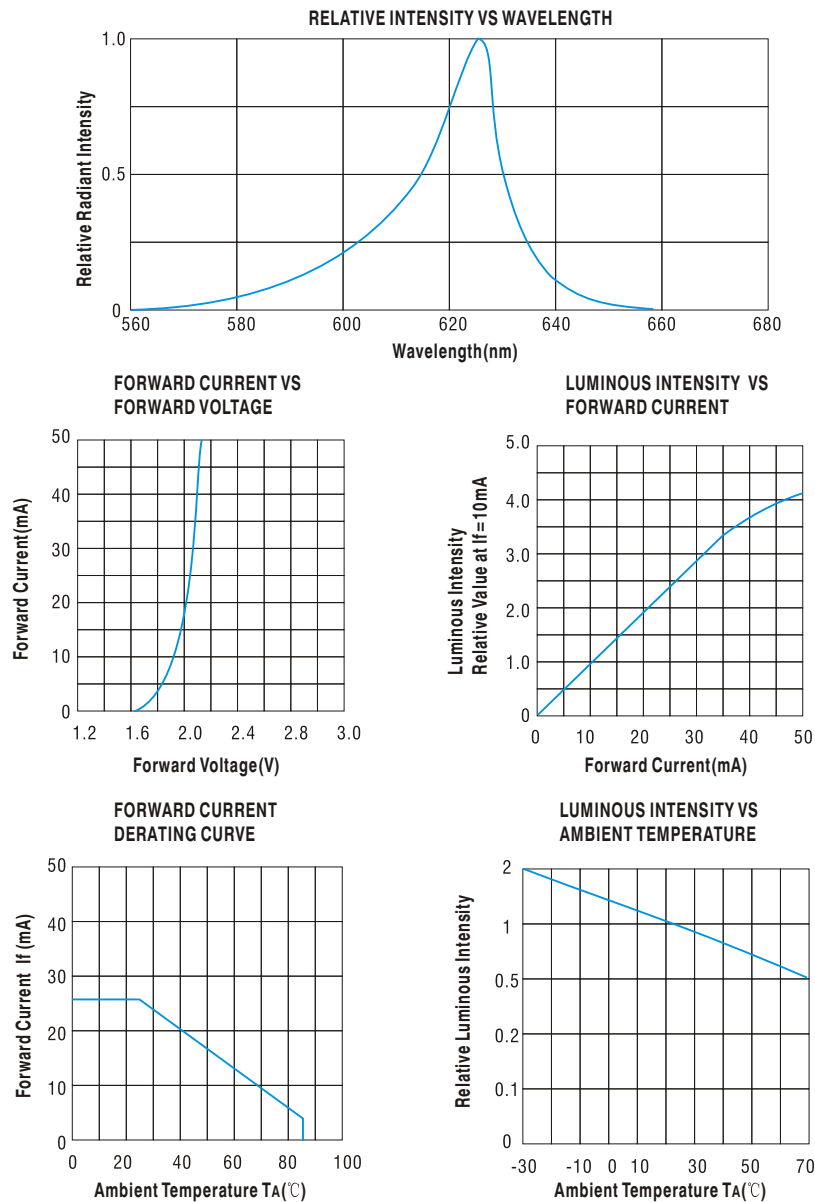 RELATIVE INTENSITY VS WAVELENGTH
1.0
0.5
0
Relative Radiant Intensity
560 580 600 620 640 660 680
Wavelength(nm)
FORWARD CURRENT VS
FORWARD VOLTAGE
50
40
30
20
10
0
Forward Current(mA)
1.2 1.6 2.0 2.4 2.8 3.0
Forward Voltage(V)
LUMINOUS INTENSITY VS
FORWARD CURRENT
5.0
4.0
3.0
2.0
1.0
0
Luminous Intensity
Relative Value at If=10mA
0 10 20 30 40 50
Forward Current(mA)
FORWARD CURRENT
DERATING CURVE
50
40
30
20
10
0
Forward Current If (mA)
0 20 40 60 80 100
Ambient Temperature TA(℃)
LUMINOUS INTENSITY VS
AMBIENT TEMPERATURE
2
1
0.5
0.2
0.1
0
Relative Luminous Intensity
-30 -10 0 10 30 50 70
Ambient Temperature TA(℃)